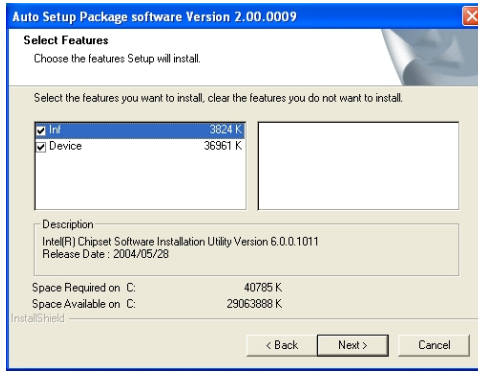 Auto Setup Package software Version 2.00.0009
Select Features
Choose the features Setup will install.
Select the features you want to install, clear the features you do not want to install.
Inf 3824 K
Device 36961 K
Description
Intel(R) Chipset Software Installation Utility Version 6.0.0.1011
Release Date : 2004/05/28
Space Required on C: 40785 K
Space Available on C: 29063888 K
InstallShield
< Back Next > Cancel